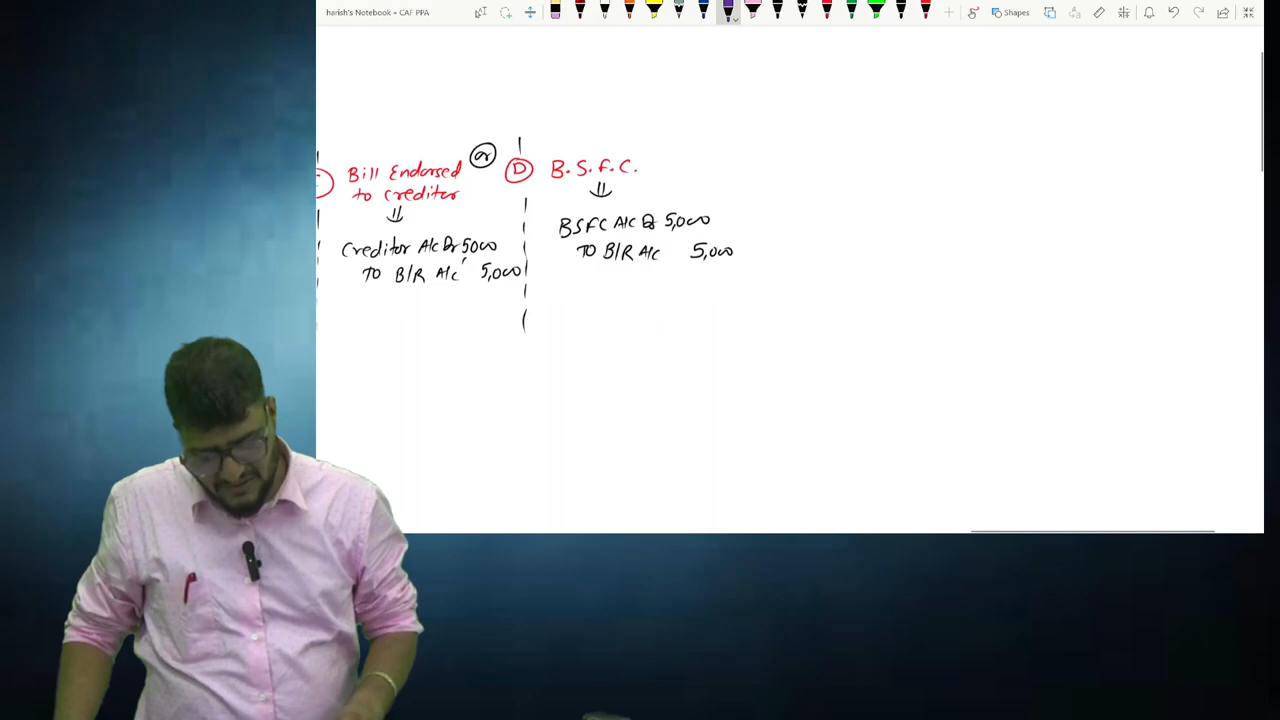 harish's Notebook » CAF PPA
Shapes
or
Bill Endorsed
to Creditor
Creditor A/c Dr 5000
TO B/R A/c 5,000
D B.S.F.C.
BSFC A/C Dr 5,000
TO B/R A/c 5,000